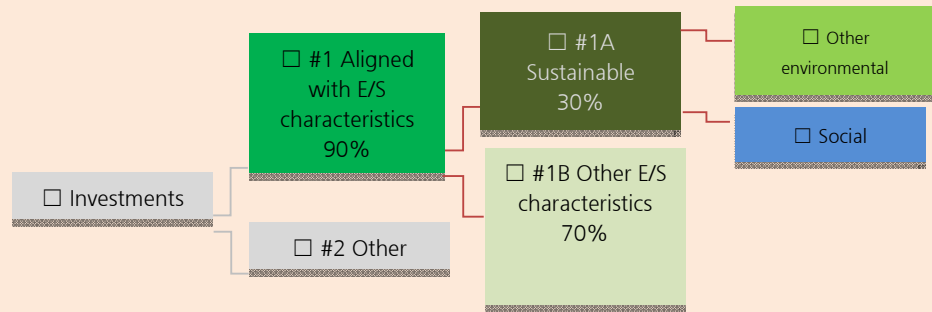 ☐ Investments
☐ #1 Aligned
with E/S
characteristics
90%
☐ #2 Other
☐ #1A
Sustainable
30%
☐ #1B Other E/S
characteristics
70%
☐ Other
environmental
☐ Social